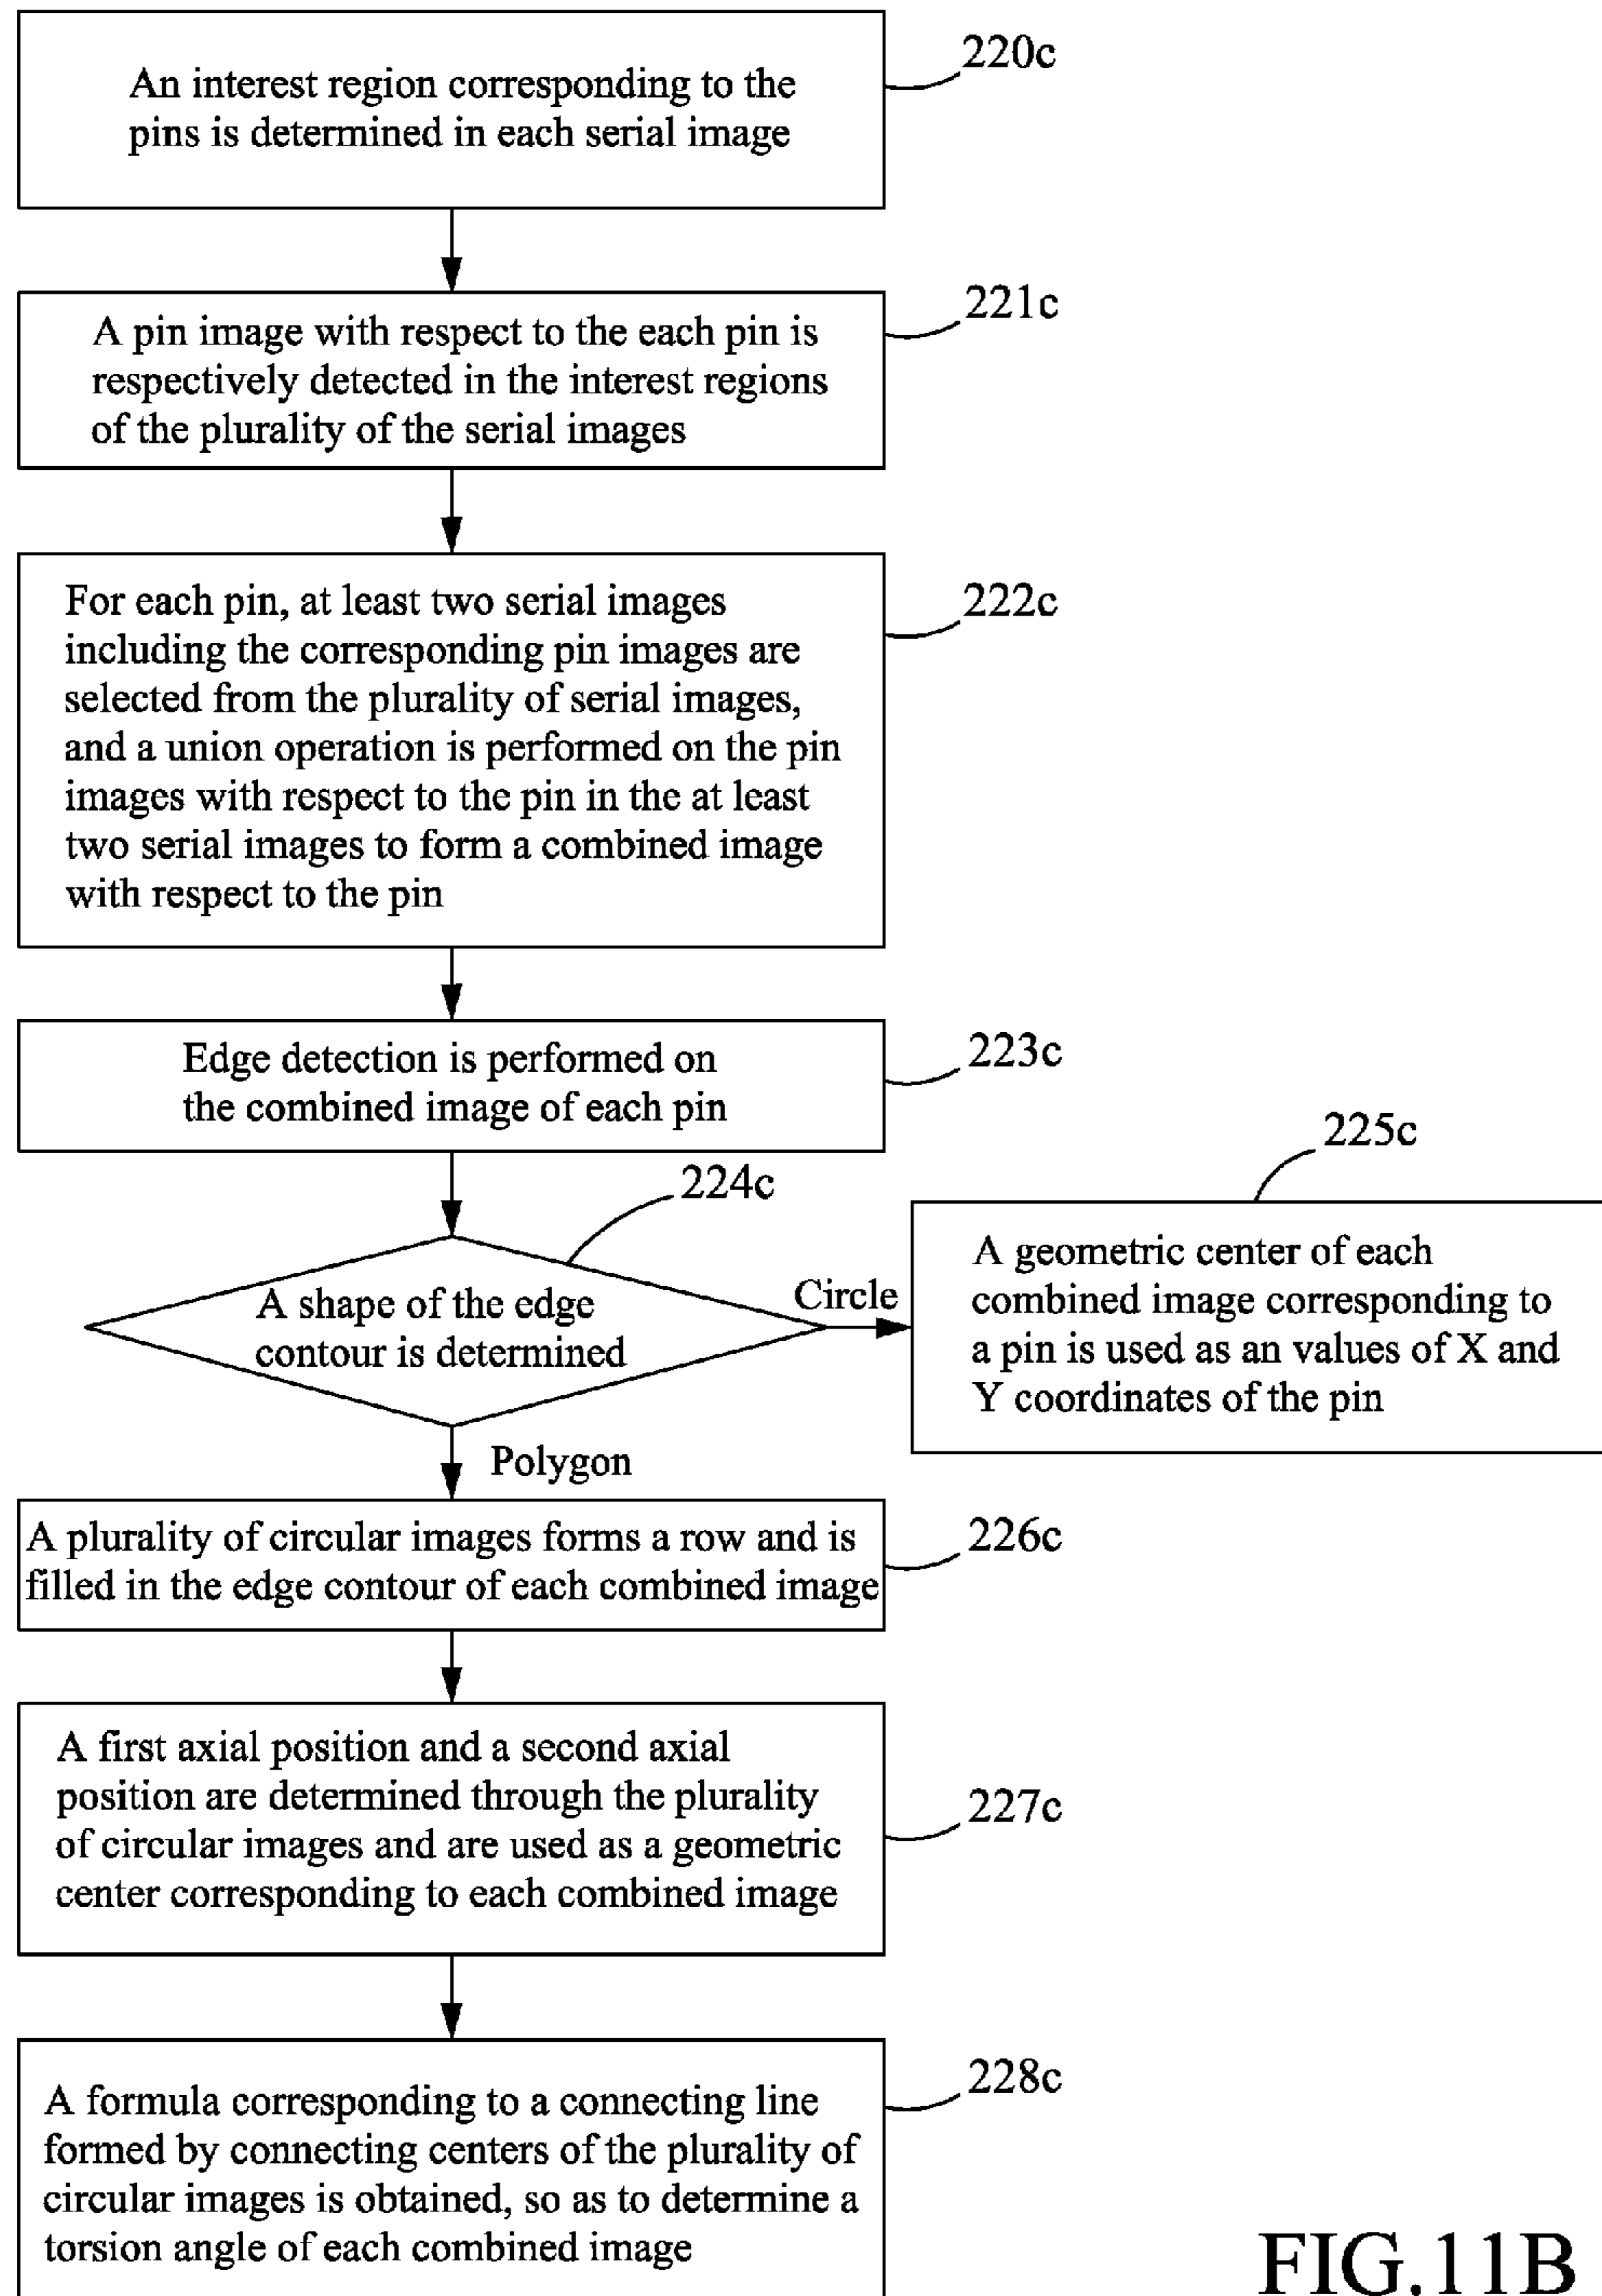 220c
An interest region corresponding to the
pins is determined in each serial image
221c
A pin image with respect to the each pin is
respectively detected in the interest regions
of the plurality of the serial images
222c
For each pin, at least two serial images
including the corresponding pin images are
selected from the plurality of serial images,
and a union operation is performed on the pin
images with respect to the pin in the at least
two serial images to form a combined image
with respect to the pin
223c
Edge detection is performed on
the combined image of each pin
224c
A shape of the edge
contour is determined
Circle
225c
A geometric center of each
combined image corresponding to
a pin is used as an values of X and
Y coordinates of the pin
Polygon
226c
A plurality of circular images forms a row and is
filled in the edge contour of each combined image
227c
A first axial position and a second axial
position are determined through the plurality
of circular images and are used as a geometric
center corresponding to each combined image
228c
A formula corresponding to a connecting line
formed by connecting centers of the plurality of
circular images is obtained, so as to determine a
torsion angle of each combined image
FIG.11B